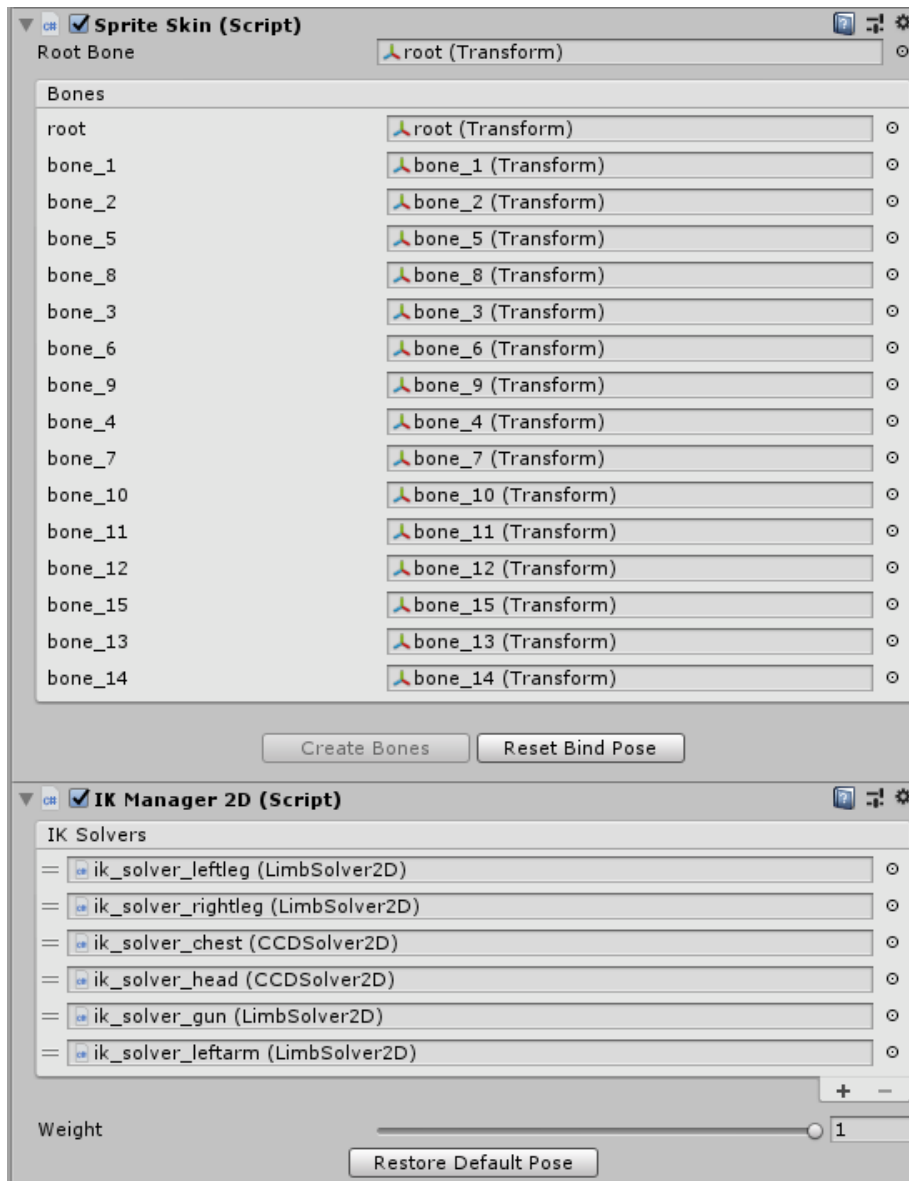 Sprite Skin (Script)
Root Bone root (Transform)
Bones
root root (Transform)
bone_1 bone_1 (Transform)
bone_2 bone_2 (Transform)
bone_5 bone_5 (Transform)
bone_8 bone_8 (Transform)
bone_3 bone_3 (Transform)
bone_6 bone_6 (Transform)
bone_9 bone_9 (Transform)
bone_4 bone_4 (Transform)
bone_7 bone_7 (Transform)
bone_10 bone_10 (Transform)
bone_11 bone_11 (Transform)
bone_12 bone_12 (Transform)
bone_15 bone_15 (Transform)
bone_13 bone_13 (Transform)
bone_14 bone_14 (Transform)
Create Bones Reset Bind Pose
IK Manager 2D (Script)
IK Solvers
ik_solver_leftleg (LimbSolver2D)
ik_solver_rightleg (LimbSolver2D)
ik_solver_chest (CCDSolver2D)
ik_solver_head (CCDSolver2D)
ik_solver_gun (LimbSolver2D)
ik_solver_leftarm (LimbSolver2D)
+ −
Weight 1
Restore Default Pose